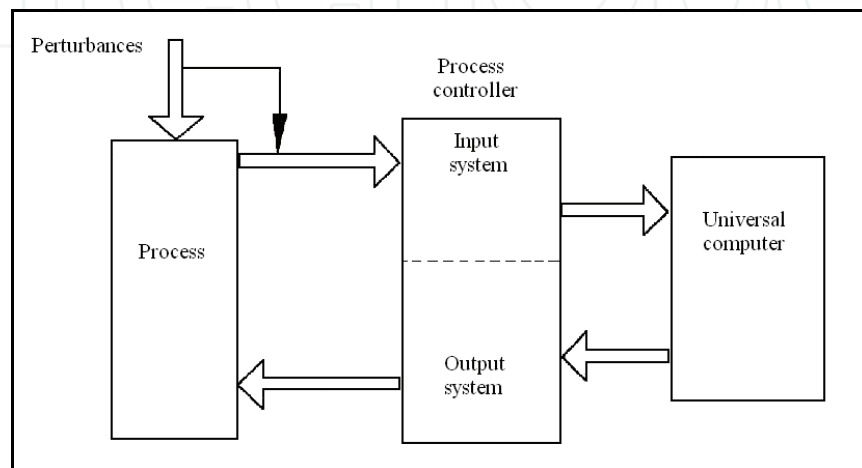 Perturbances
Process
controller
Input
system
Universal
computer
Process
Output
system